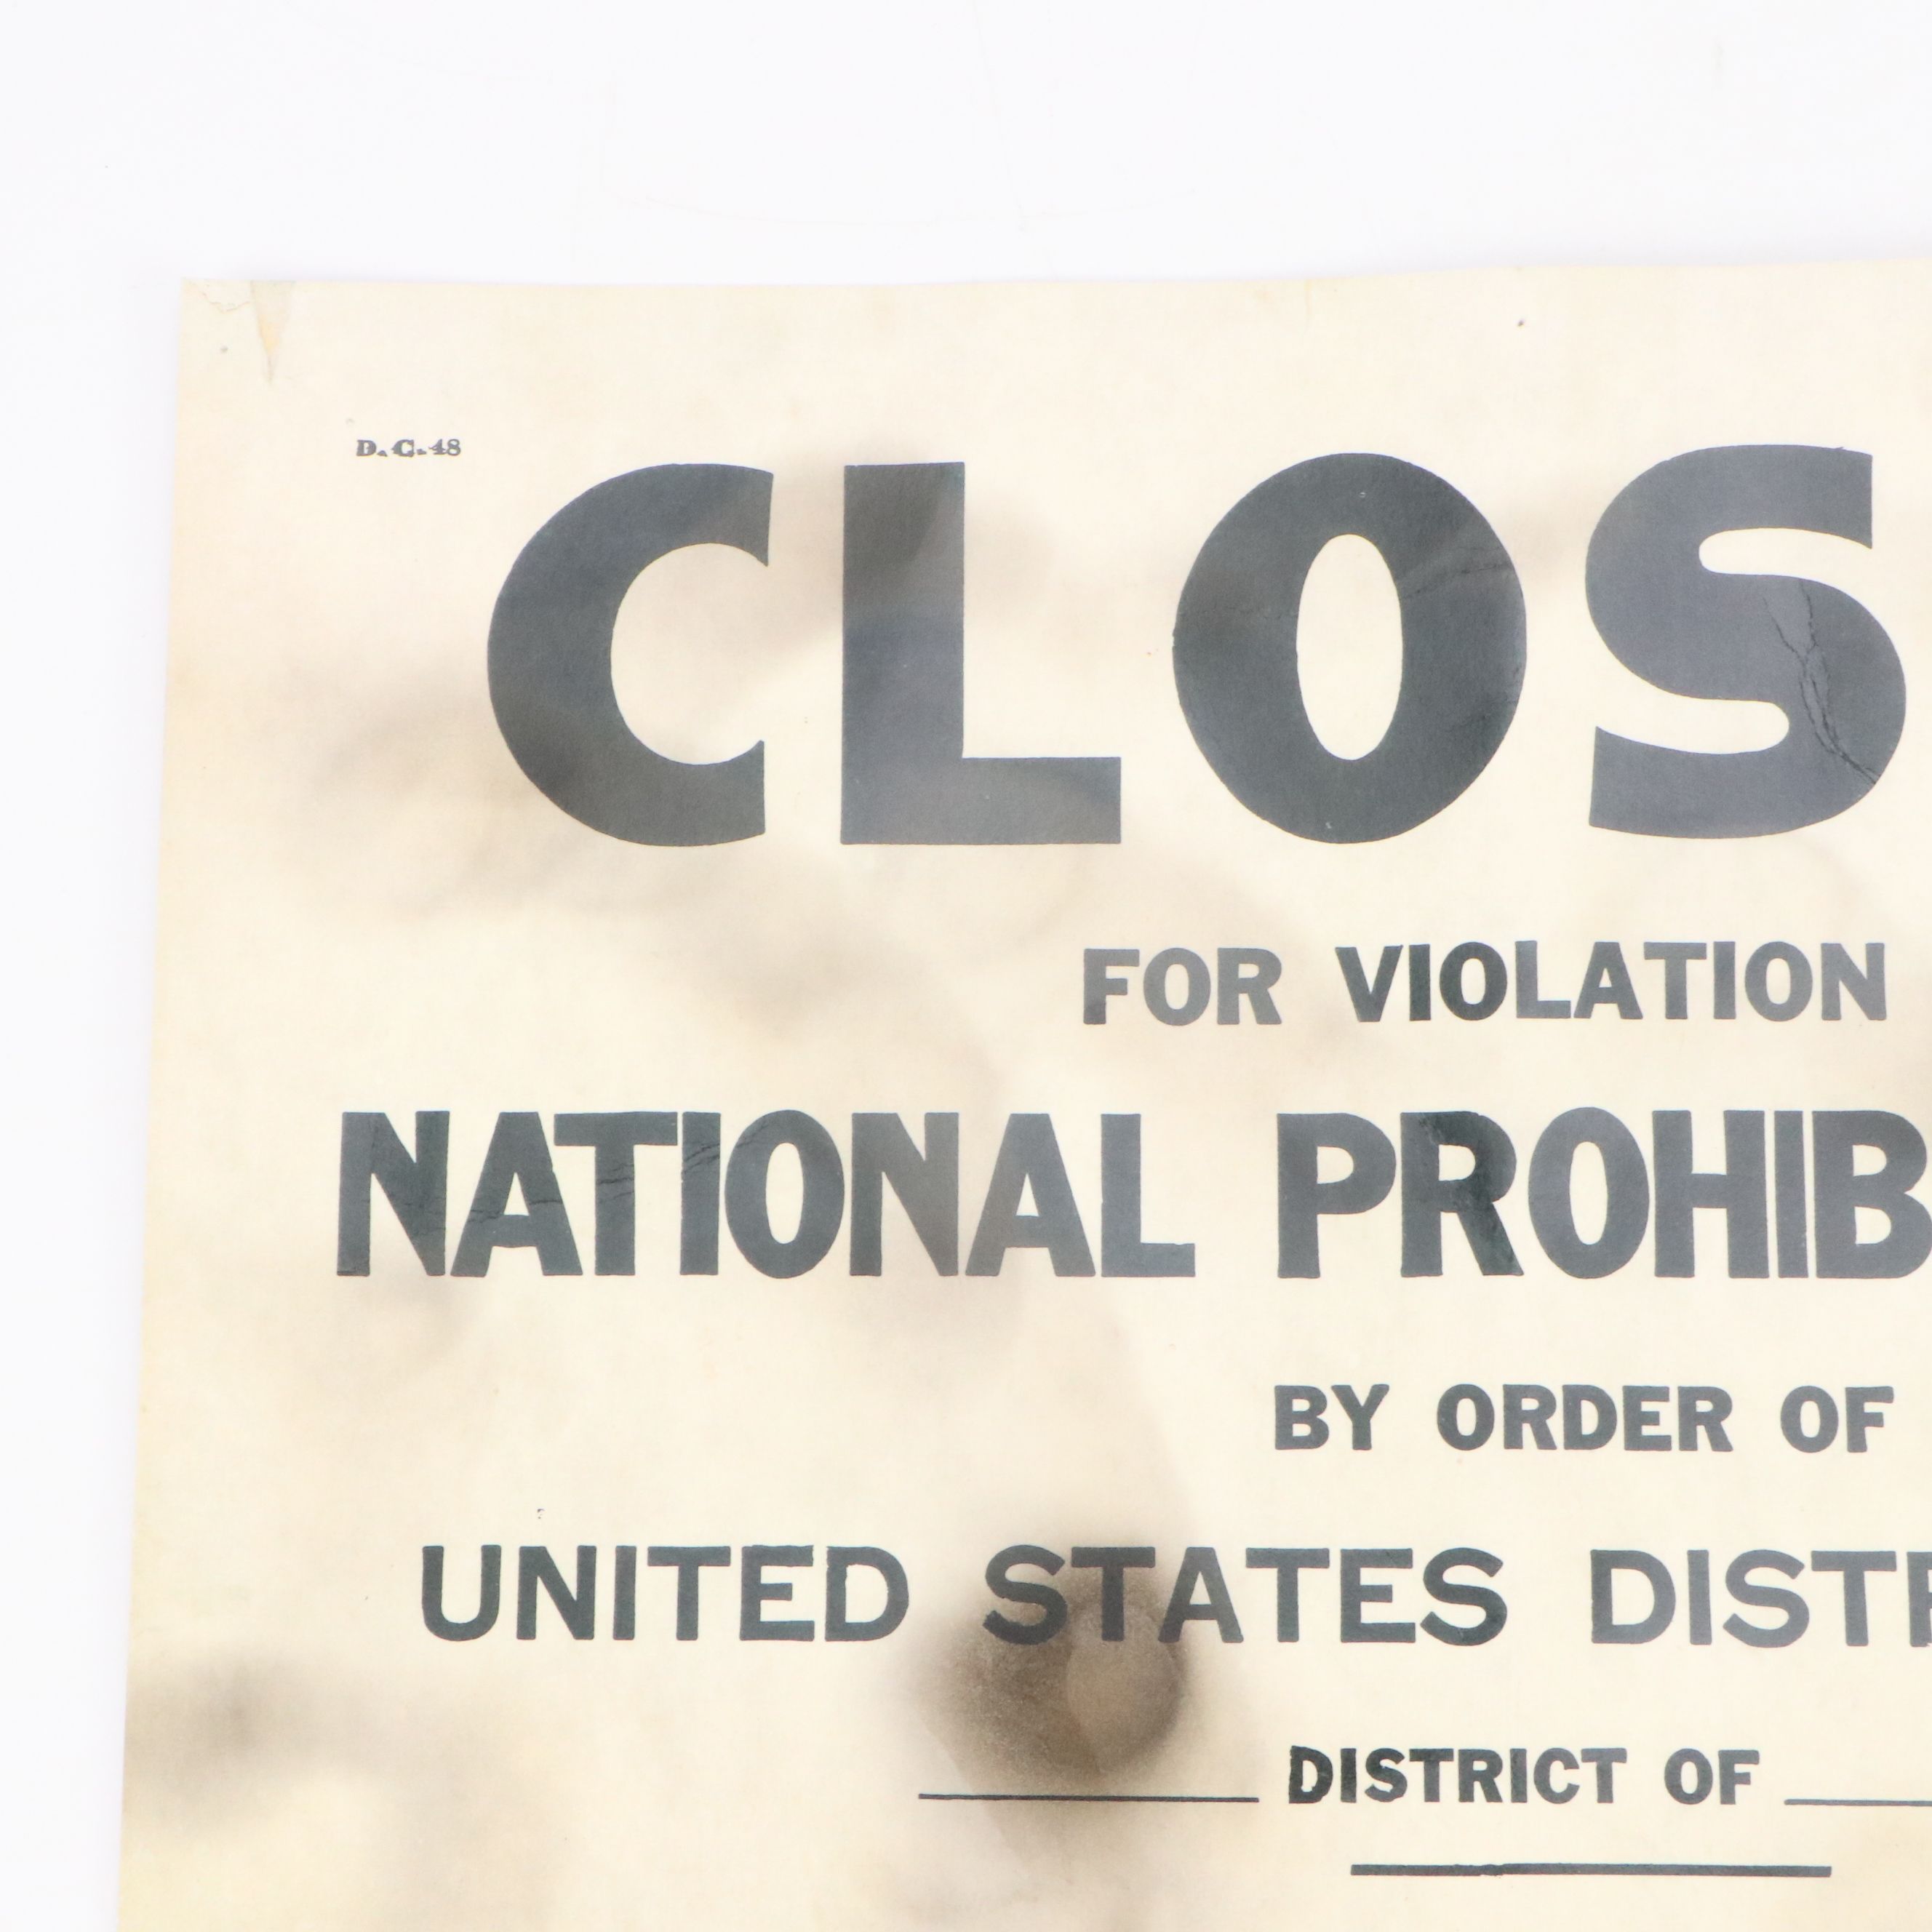 D. C. 48
CLOS
FOR VIOLATION
NATIONAL PROHIB
BY ORDER OF
UNITED STATES DISTR
DISTRICT OF